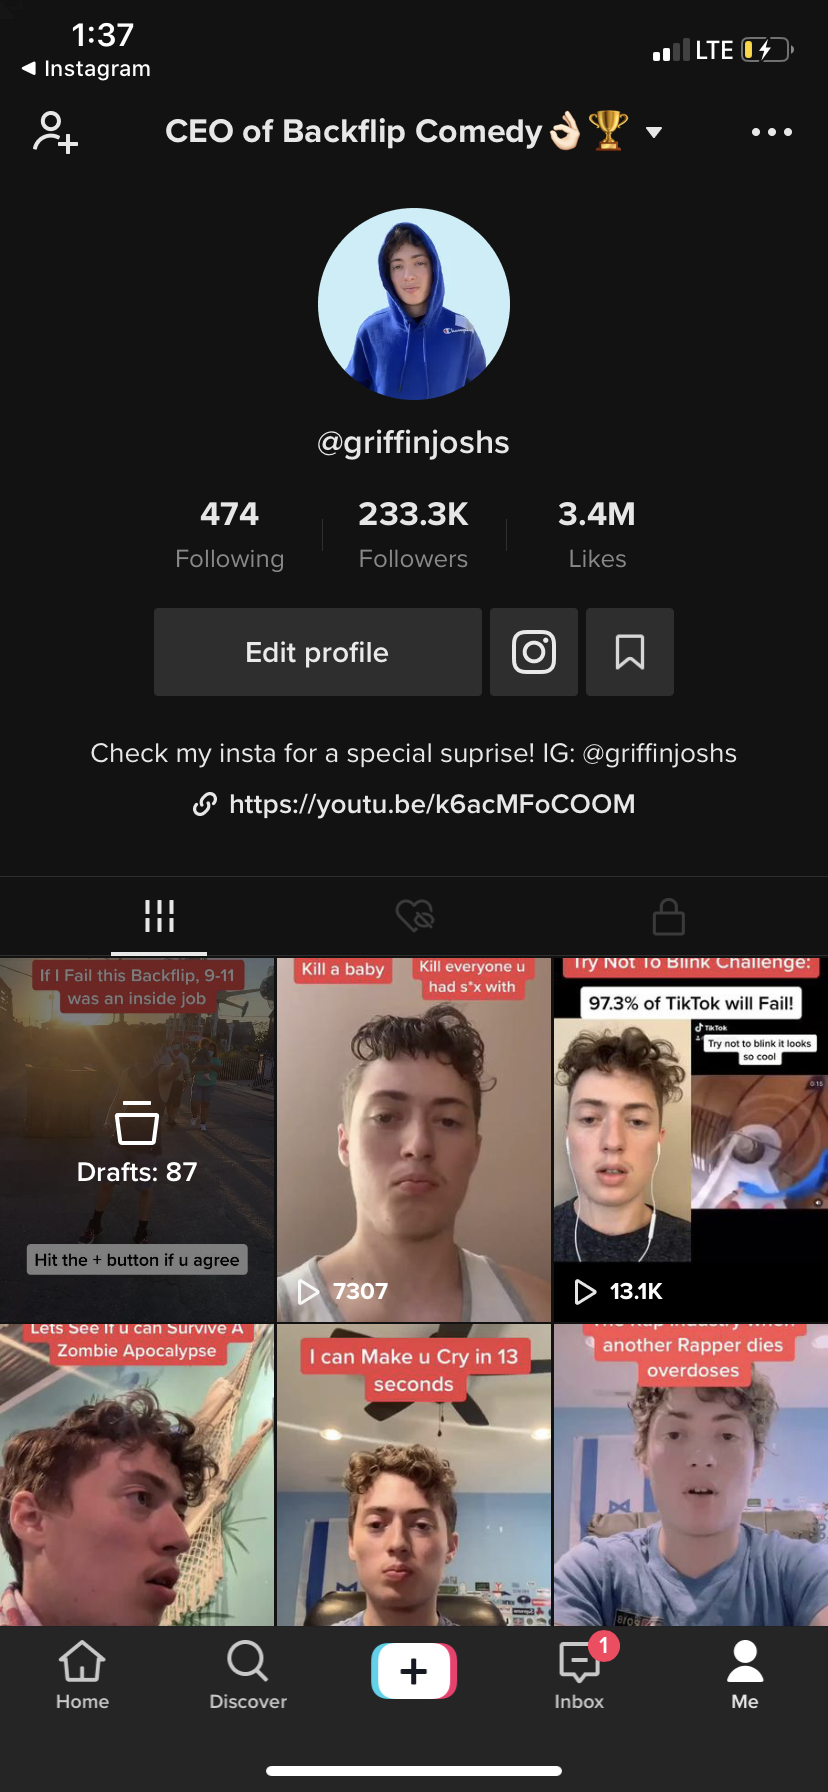 1:37
LTE
◀ Instagram
CEO of Backflip Comedy👌🏻🏆
@griffinjoshs
474
233.3K
3.4M
Following
Followers
Likes
Edit profile
Check my insta for a special suprise! IG: @griffinjoshs
https://youtu.be/k6acMFoCOOM
If I Fail this Backflip, 9-11
was an inside job
Drafts: 87
Hit the + button if u agree
Kill a baby
Kill everyone u
had s*x with
7307
Try Not To Blink Challenge:
97.3% of TikTok will Fail!
TikTok
Try not to blink it looks
so cool
13.1K
Lets See If u can Survive A
Zombie Apocalypse
I can Make u Cry in 13
seconds
The Rap Industry when
another Rapper dies
overdoses
Home
Discover
Inbox
1
Me